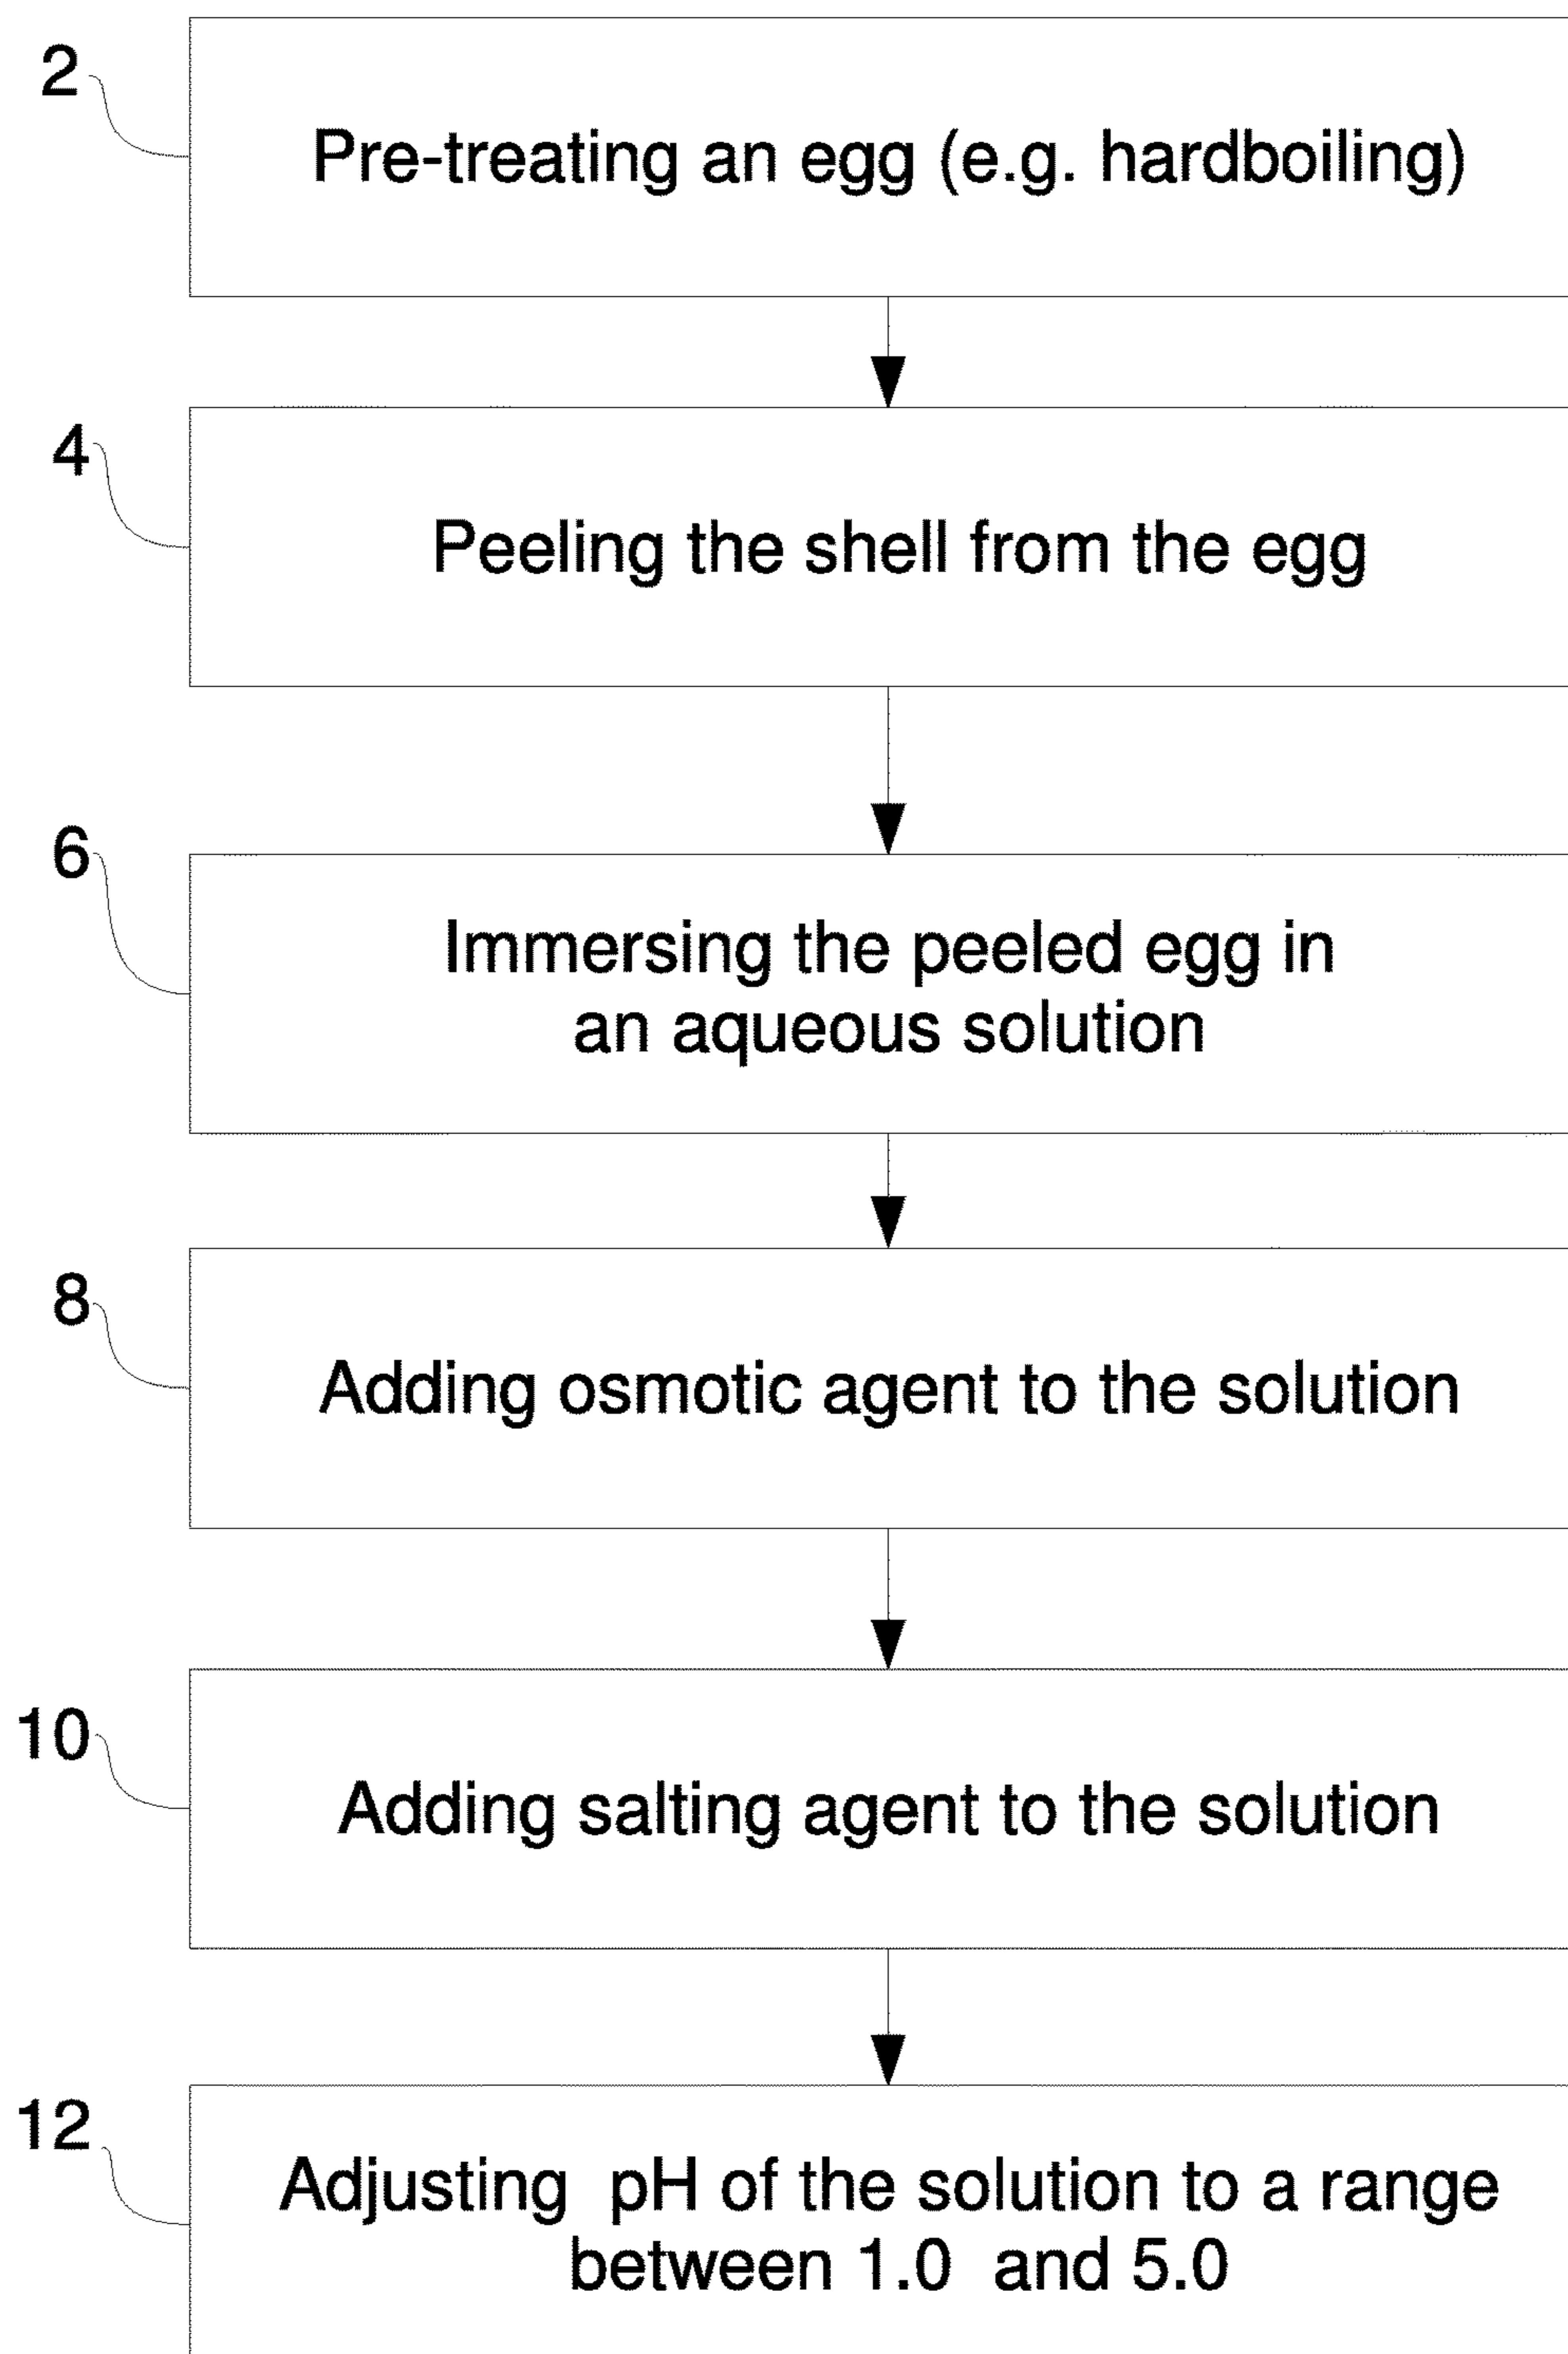 2
Pre-treating an egg (e.g. hardboiling)
4
Peeling the shell from the egg
6
Immersing the peeled egg in
an aqueous solution
8
Adding osmotic agent to the solution
10
Adding salting agent to the solution
12
Adjusting pH of the solution to a range
between 1.0 and 5.0